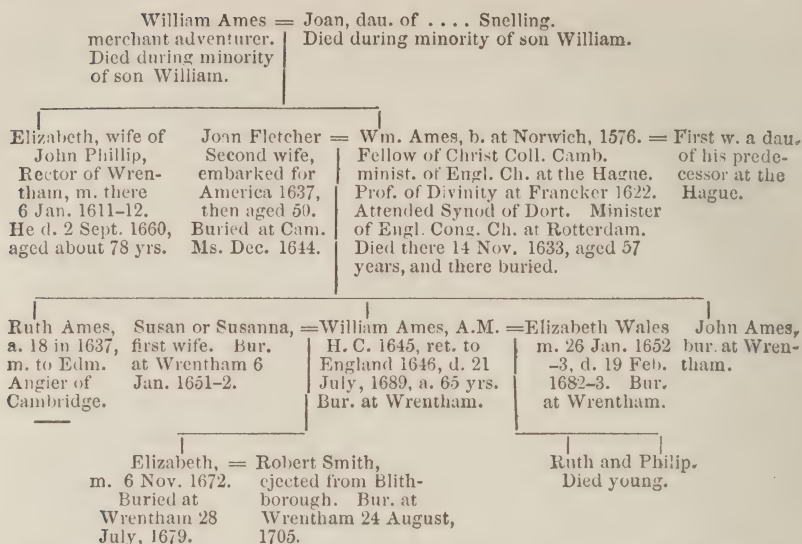 William Ames = Joan, dau. of .... Snelling.
merchant adventurer. Died during minority of son William.
Died during minority
of son William.
Elizabeth, wife of
John Phillip,
Rector of Wren-
tham, m. there
6 Jan. 1611-12.
He d. 2 Sept. 1660,
aged about 78 yrs.
Joan Fletcher =
Second wife,
embarked for
America 1637,
then aged 50.
Buried at Cam.
Ms. Dec. 1644.
Wm. Ames, b. at Norwich, 1576. =
Fellow of Christ Coll. Camb.
minist. of Engl. Ch. at the Hague.
Prof. of Divinity at Franeker 1622.
Attended Synod of Dort. Minister
of Engl. Cong. Ch. at Rotterdam.
Died there 14 Nov. 1633, aged 57
years, and there buried.
First w. a dau.
of his prede-
cessor at the
Hague.
Ruth Ames,
a. 18 in 1637,
m. to Edm.
Angier of
Cambridge.
Susan or Susanna, =
first wife. Bur.
at Wrentham 6
Jan. 1651-2.
William Ames, A.M. =
H. C. 1645, ret. to
England 1646, d. 21
July, 1689, a. 65 yrs.
Bur. at Wrentham.
Elizabeth Wales
m. 26 Jan. 1652
-3, d. 19 Feb.
1682-3. Bur.
at Wrentham.
John Ames,
bur. at Wren-
tham.
Elizabeth, =
m. 6 Nov. 1672.
Buried at
Wrentham 28
July, 1679.
Robert Smith,
ejected from Blith-
borough. Bur. at
Wrentham 24 August,
1705.
Ruth and Philip.
Died young.